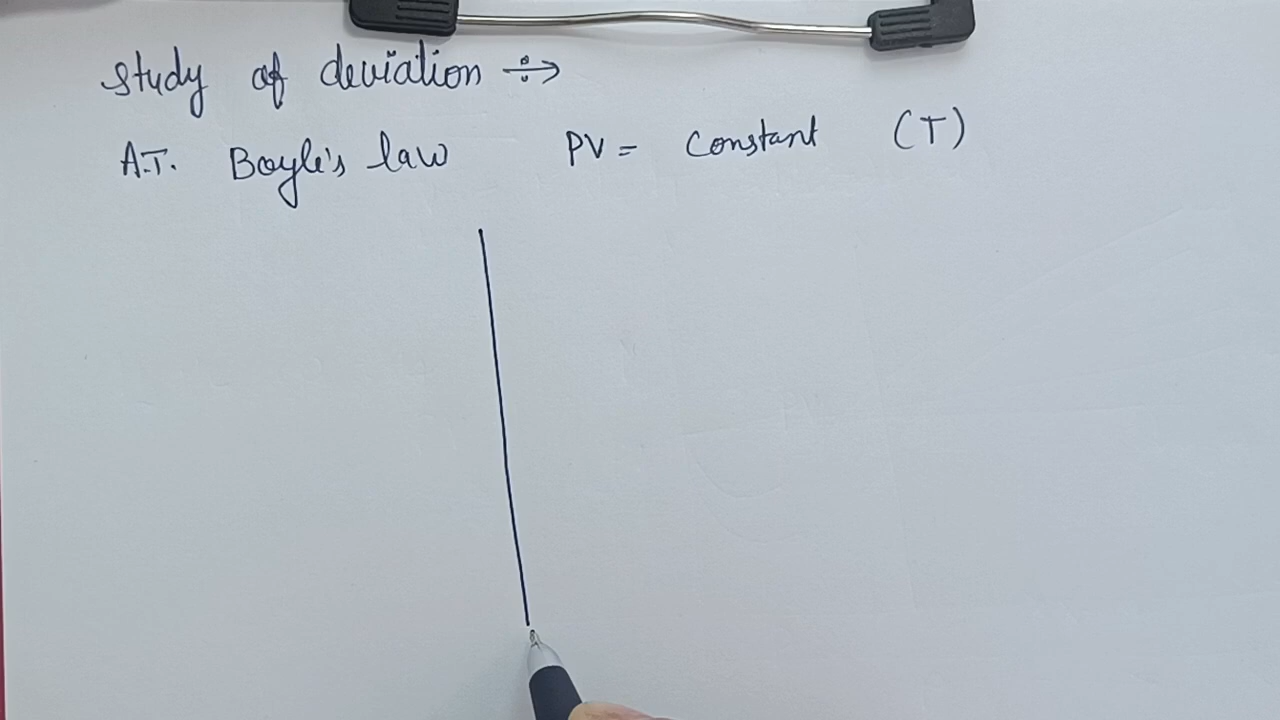 Study of deviation ÷→
A.T. Boyle's law PV = Constant (T)